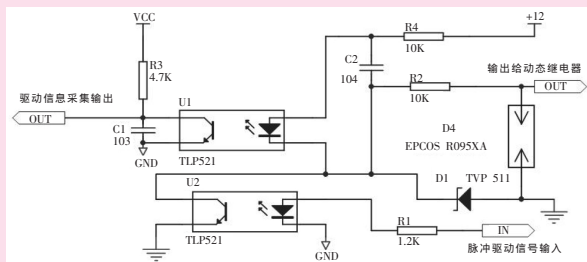 VCC
+12
R3
4.7K
R4
10K
C2
104
驱动信息采集输出
OUT
U1
C1
103
GND
TLP521
R2
10K
输出给动态继电器
OUT
D4
EPCOS R095XA
U2
D1
TVP 511
TLP521
GND
R1
1.2K
IN
脉冲驱动信号输入